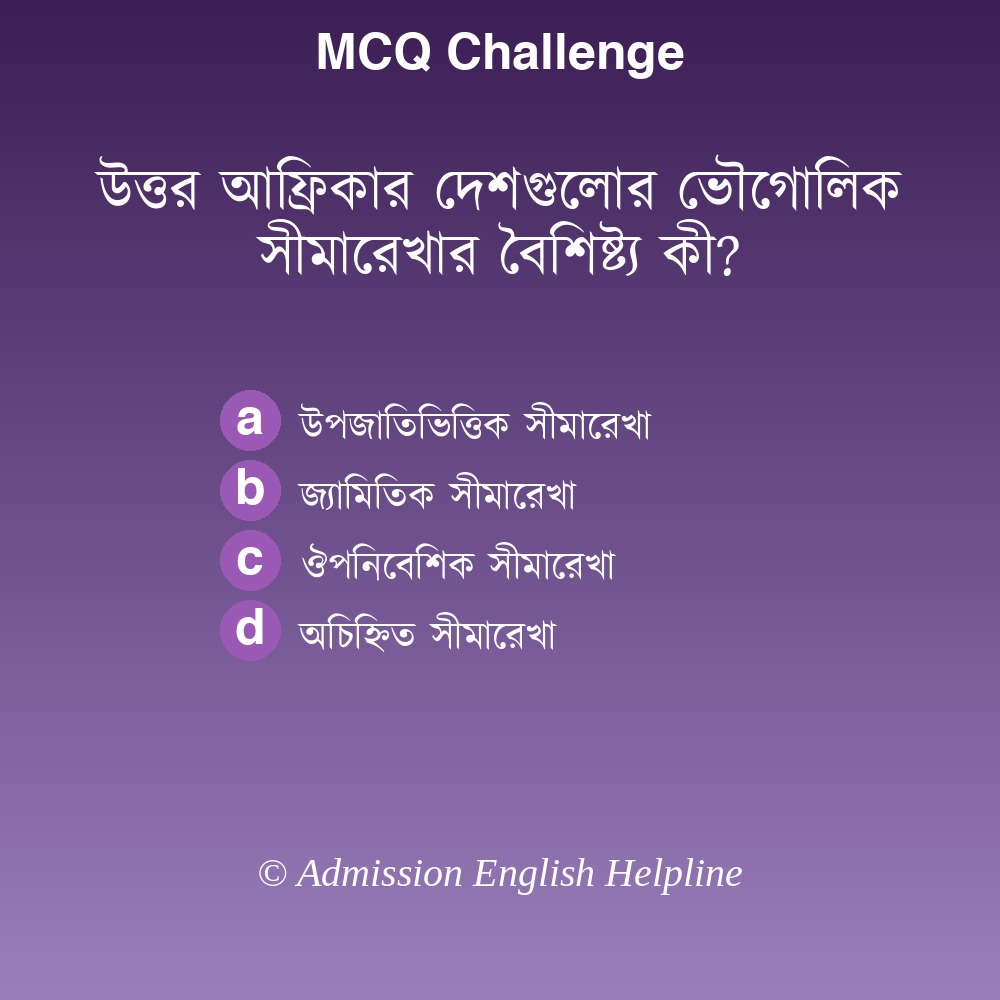 MCQ Challenge
উত্তর আফ্রিকার দেশগুলোর ভৌগোলিক
সীমারেখার বৈশিষ্ট্য কী?
a উপজাতিভিত্তিক সীমারেখা
b জ্যামিতিক সীমারেখা
c ঔপনিবেশিক সীমারেখা
d অচিহ্নিত সীমারেখা
© Admission English Helpline